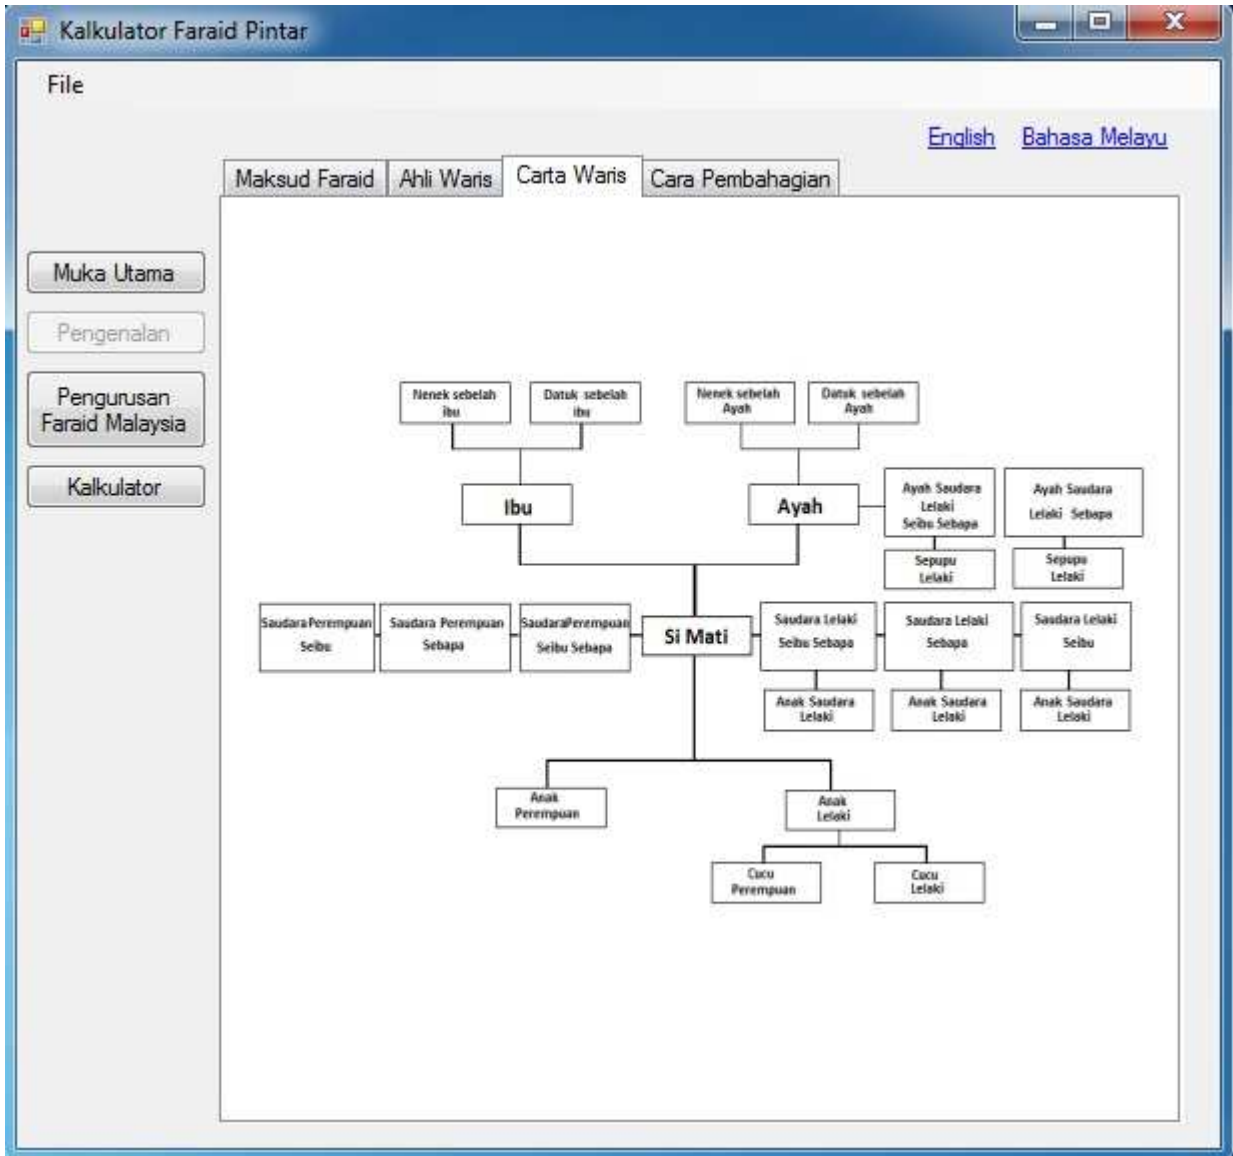 Kalkulator Faraid Pintar
File
English Bahasa Melayu
Maksud Faraid Ahli Waris Carta Waris Cara Pembahagian
Muka Utama
Pengenalan
Pengurusan
Faraid Malaysia
Kalkulator
Nenek sebelah
ibu
Datuk sebelah
ibu
Nenek sebelah
Ayah
Datuk sebelah
Ayah
Ibu
Ayah
Ayah Saudara
Lelaki
Seibu Sebapa
Ayah Saudara
Lelaki Sebapa
Sepupu
Lelaki
Sepupu
Lelaki
Saudara Perempuan
Seibu
Saudara Perempuan
Sebapa
SaudaraPerempuan
Seibu Sebapa
Si Mati
Saudara Lelaki
Seibu Sebapa
Saudara Lelaki
Sebapa
Saudara Lelaki
Seibu
Anak Saudara
Lelaki
Anak Saudara
Lelaki
Anak Saudara
Lelaki
Anak
Perempuan
Anak
Lelaki
Cucu
Perempuan
Cucu
Lelaki